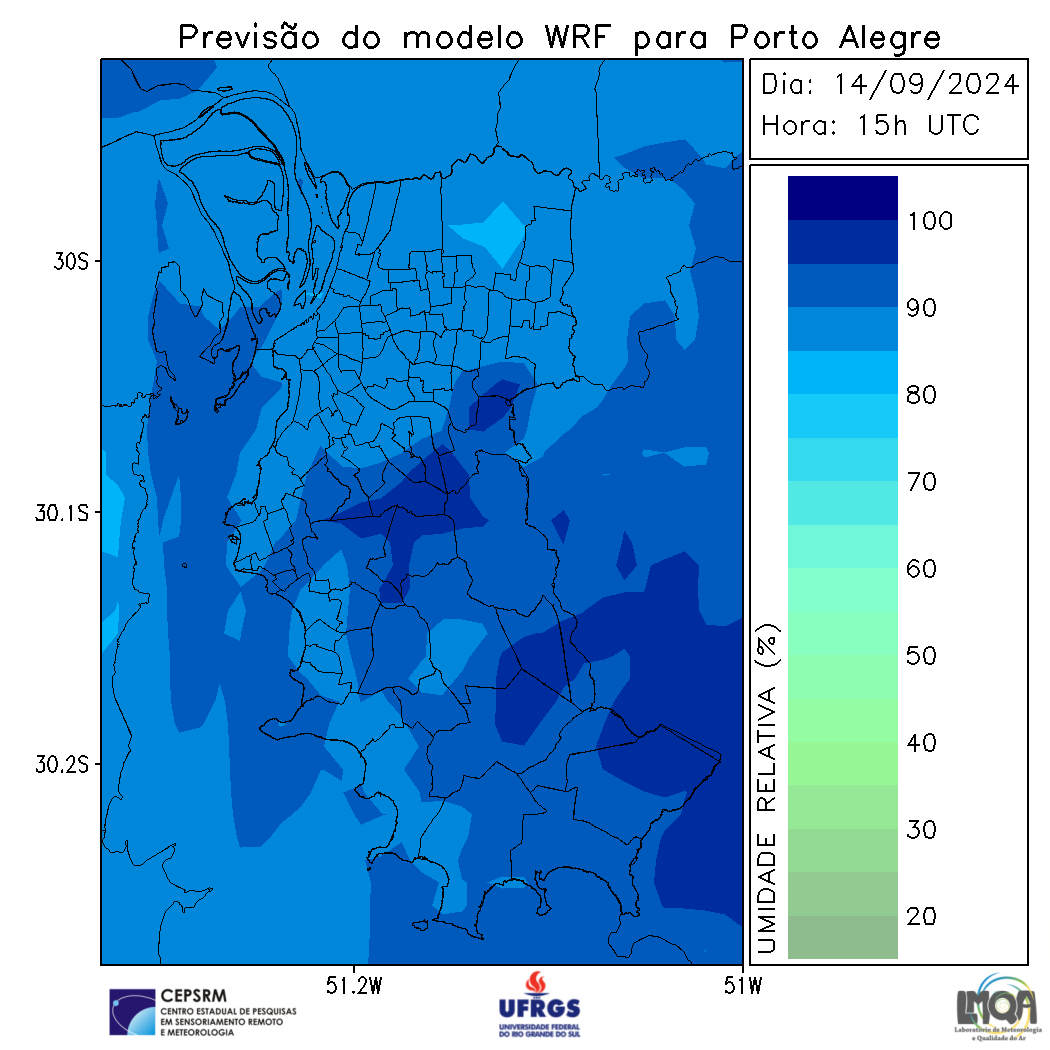 Previsão do modelo WRF para Porto Alegre
Dia: 14/09/2024
Hora: 15h UTC
100
90
80
70
60
50
40
30
20
UMIDADE RELATIVA (%)
30S
30.1S
30.2S
51.2W
51W
CEPSRM
CENTRO ESTADUAL DE PESQUISAS
EM SENSORIAMENTO REMOTO
E METEOROLOGIA
UFRGS
UNIVERSIDADE FEDERAL
DO RIO GRANDE DO SUL
LMQA
Laboratório de Meteorologia
e Qualidade do Ar